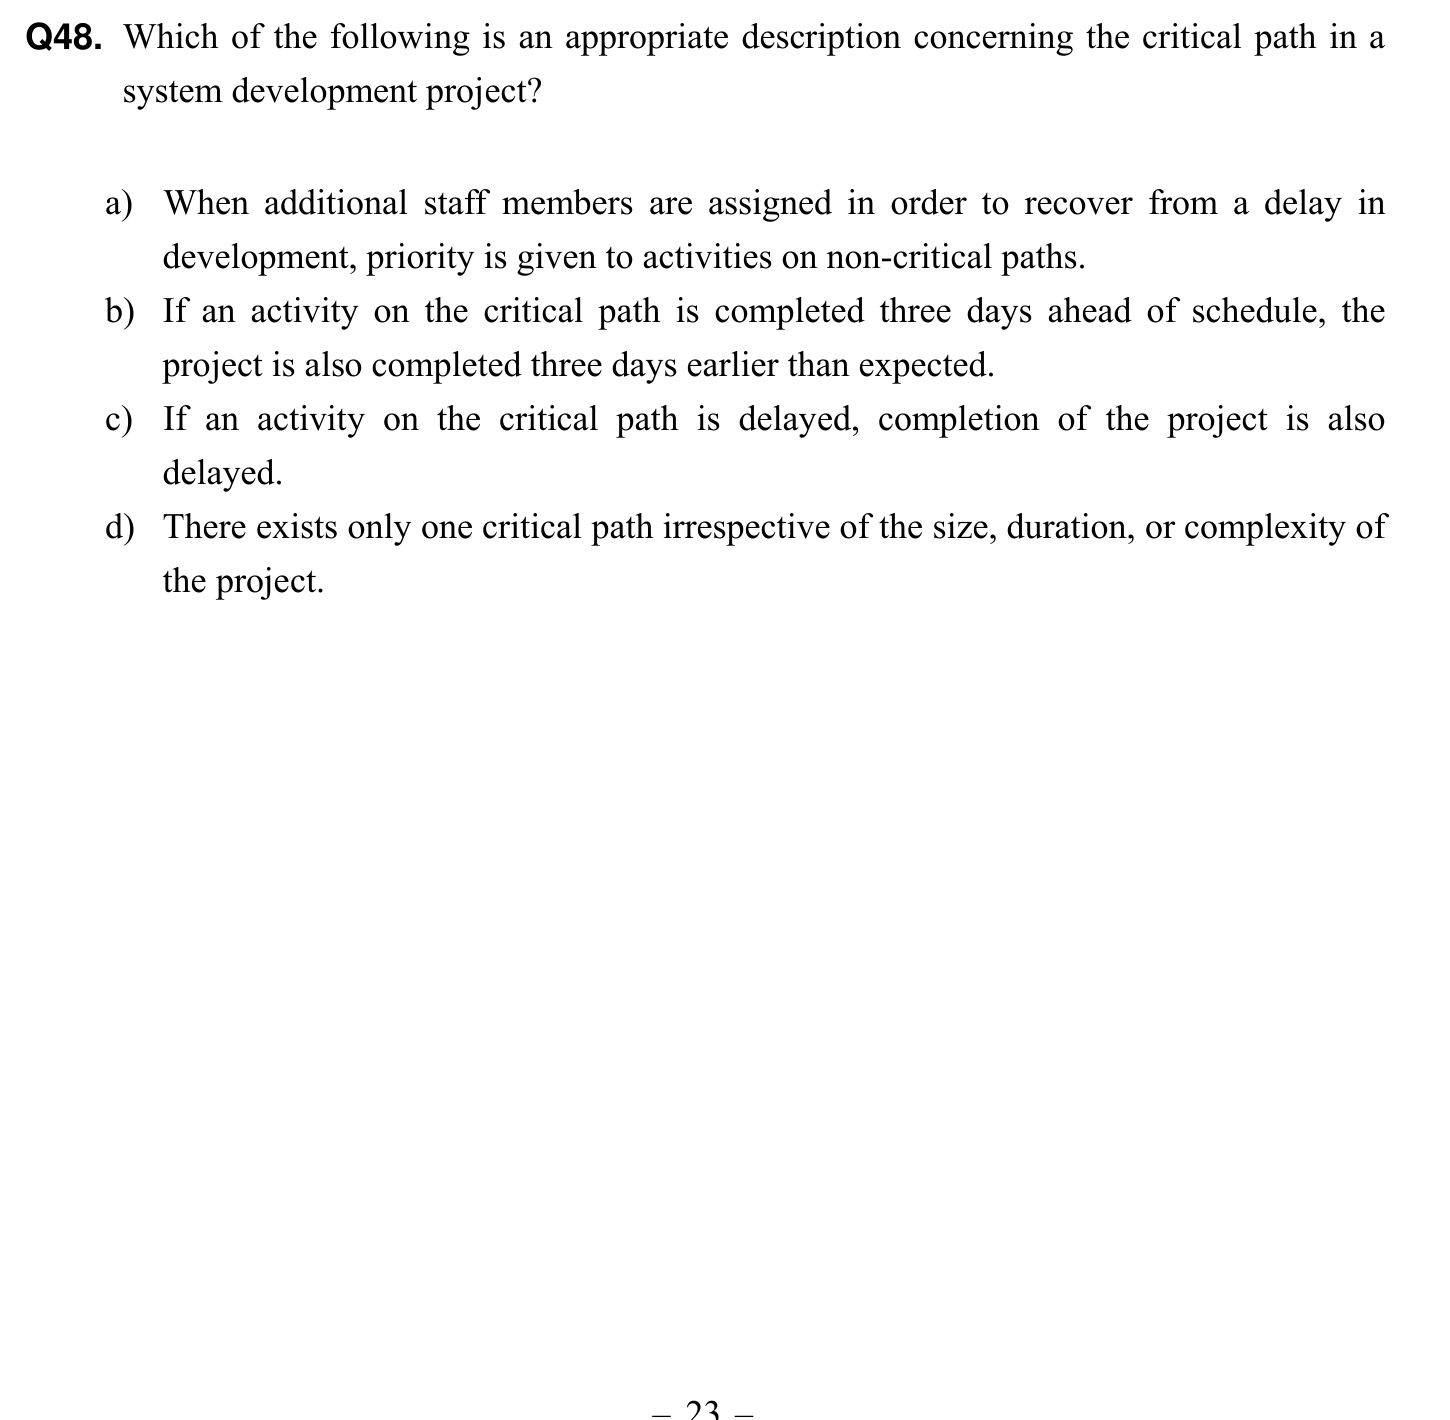 Q48. Which of the following is an appropriate description concerning the critical path in a
system development project?
a) When additional staff members are assigned in order to recover from a delay in
development, priority is given to activities on non-critical paths.
b) If an activity on the critical path is completed three days ahead of schedule, the
project is also completed three days earlier than expected.
c) If an activity on the critical path is delayed, completion of the project is also
delayed.
d) There exists only one critical path irrespective of the size, duration, or complexity of
the project.
– 23 –